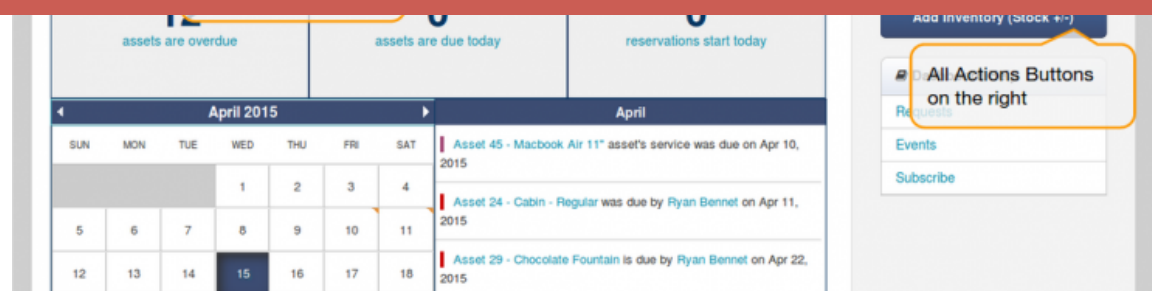 12
0
0
assets are overdue
assets are due today
reservations start today
Add Inventory (Stock +/-)
All Actions Buttons
on the right
Requests
Events
Subscribe
April 2015
SUN MON TUE WED THU FRI SAT
1 2 3 4
5 6 7 8 9 10 11
12 13 14 15 16 17 18
April
Asset 45 - Macbook Air 11" asset's service was due on Apr 10,
2015
Asset 24 - Cabin - Regular was due by Ryan Bennet on Apr 11,
2015
Asset 29 - Chocolate Fountain is due by Ryan Bennet on Apr 22,
2015